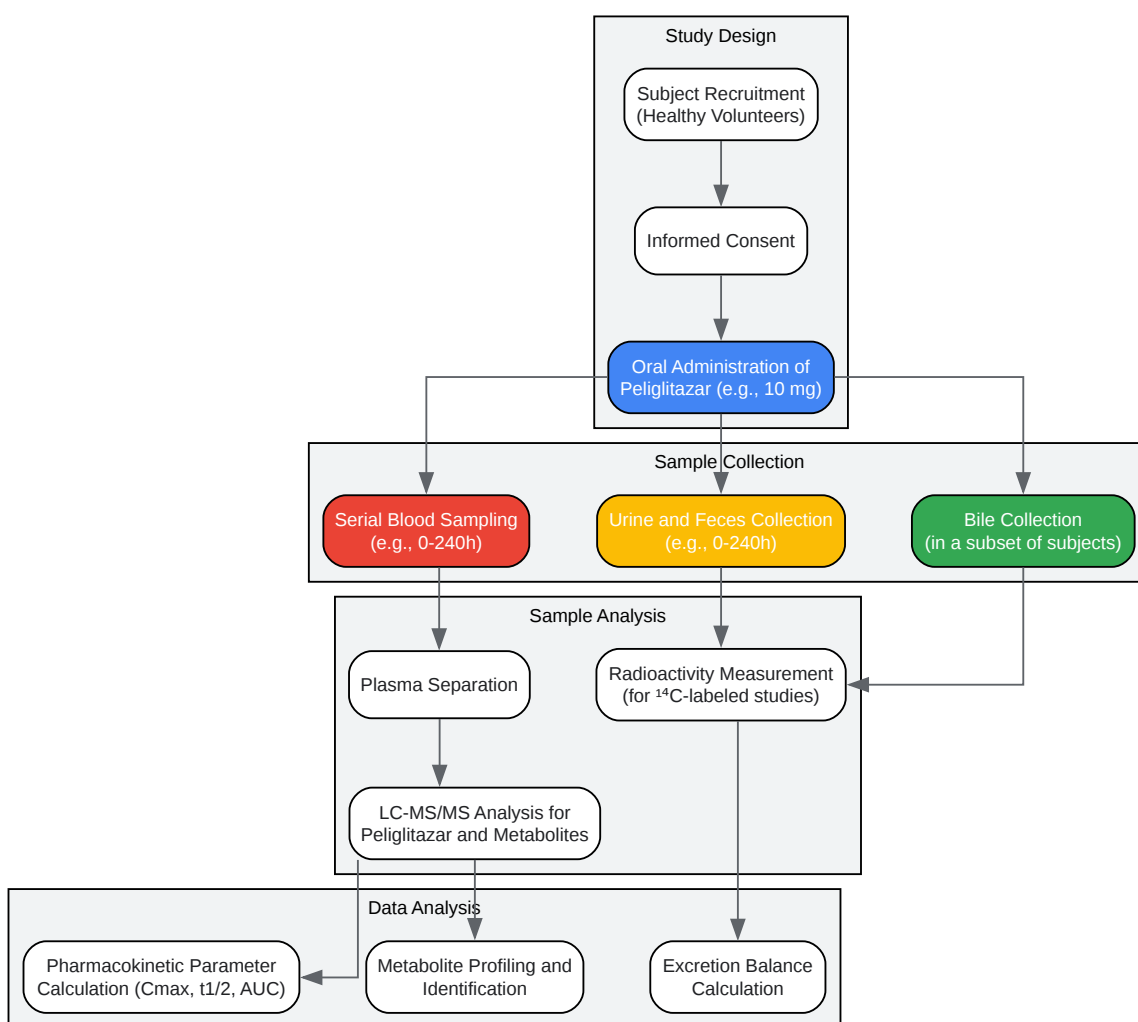 Study Design
Subject Recruitment
(Healthy Volunteers)
Informed Consent
Oral Administration of
Peliglitazar (e.g., 10 mg)
Sample Collection
Serial Blood Sampling
(e.g., 0-240h)
Urine and Feces Collection
(e.g., 0-240h)
Bile Collection
(in a subset of subjects)
Sample Analysis
Plasma Separation
Radioactivity Measurement
(for ¹⁴C-labeled studies)
LC-MS/MS Analysis for
Peliglitazar and Metabolites
Data Analysis
Pharmacokinetic Parameter
Calculation (Cmax, t1/2, AUC)
Metabolite Profiling and
Identification
Excretion Balance
Calculation